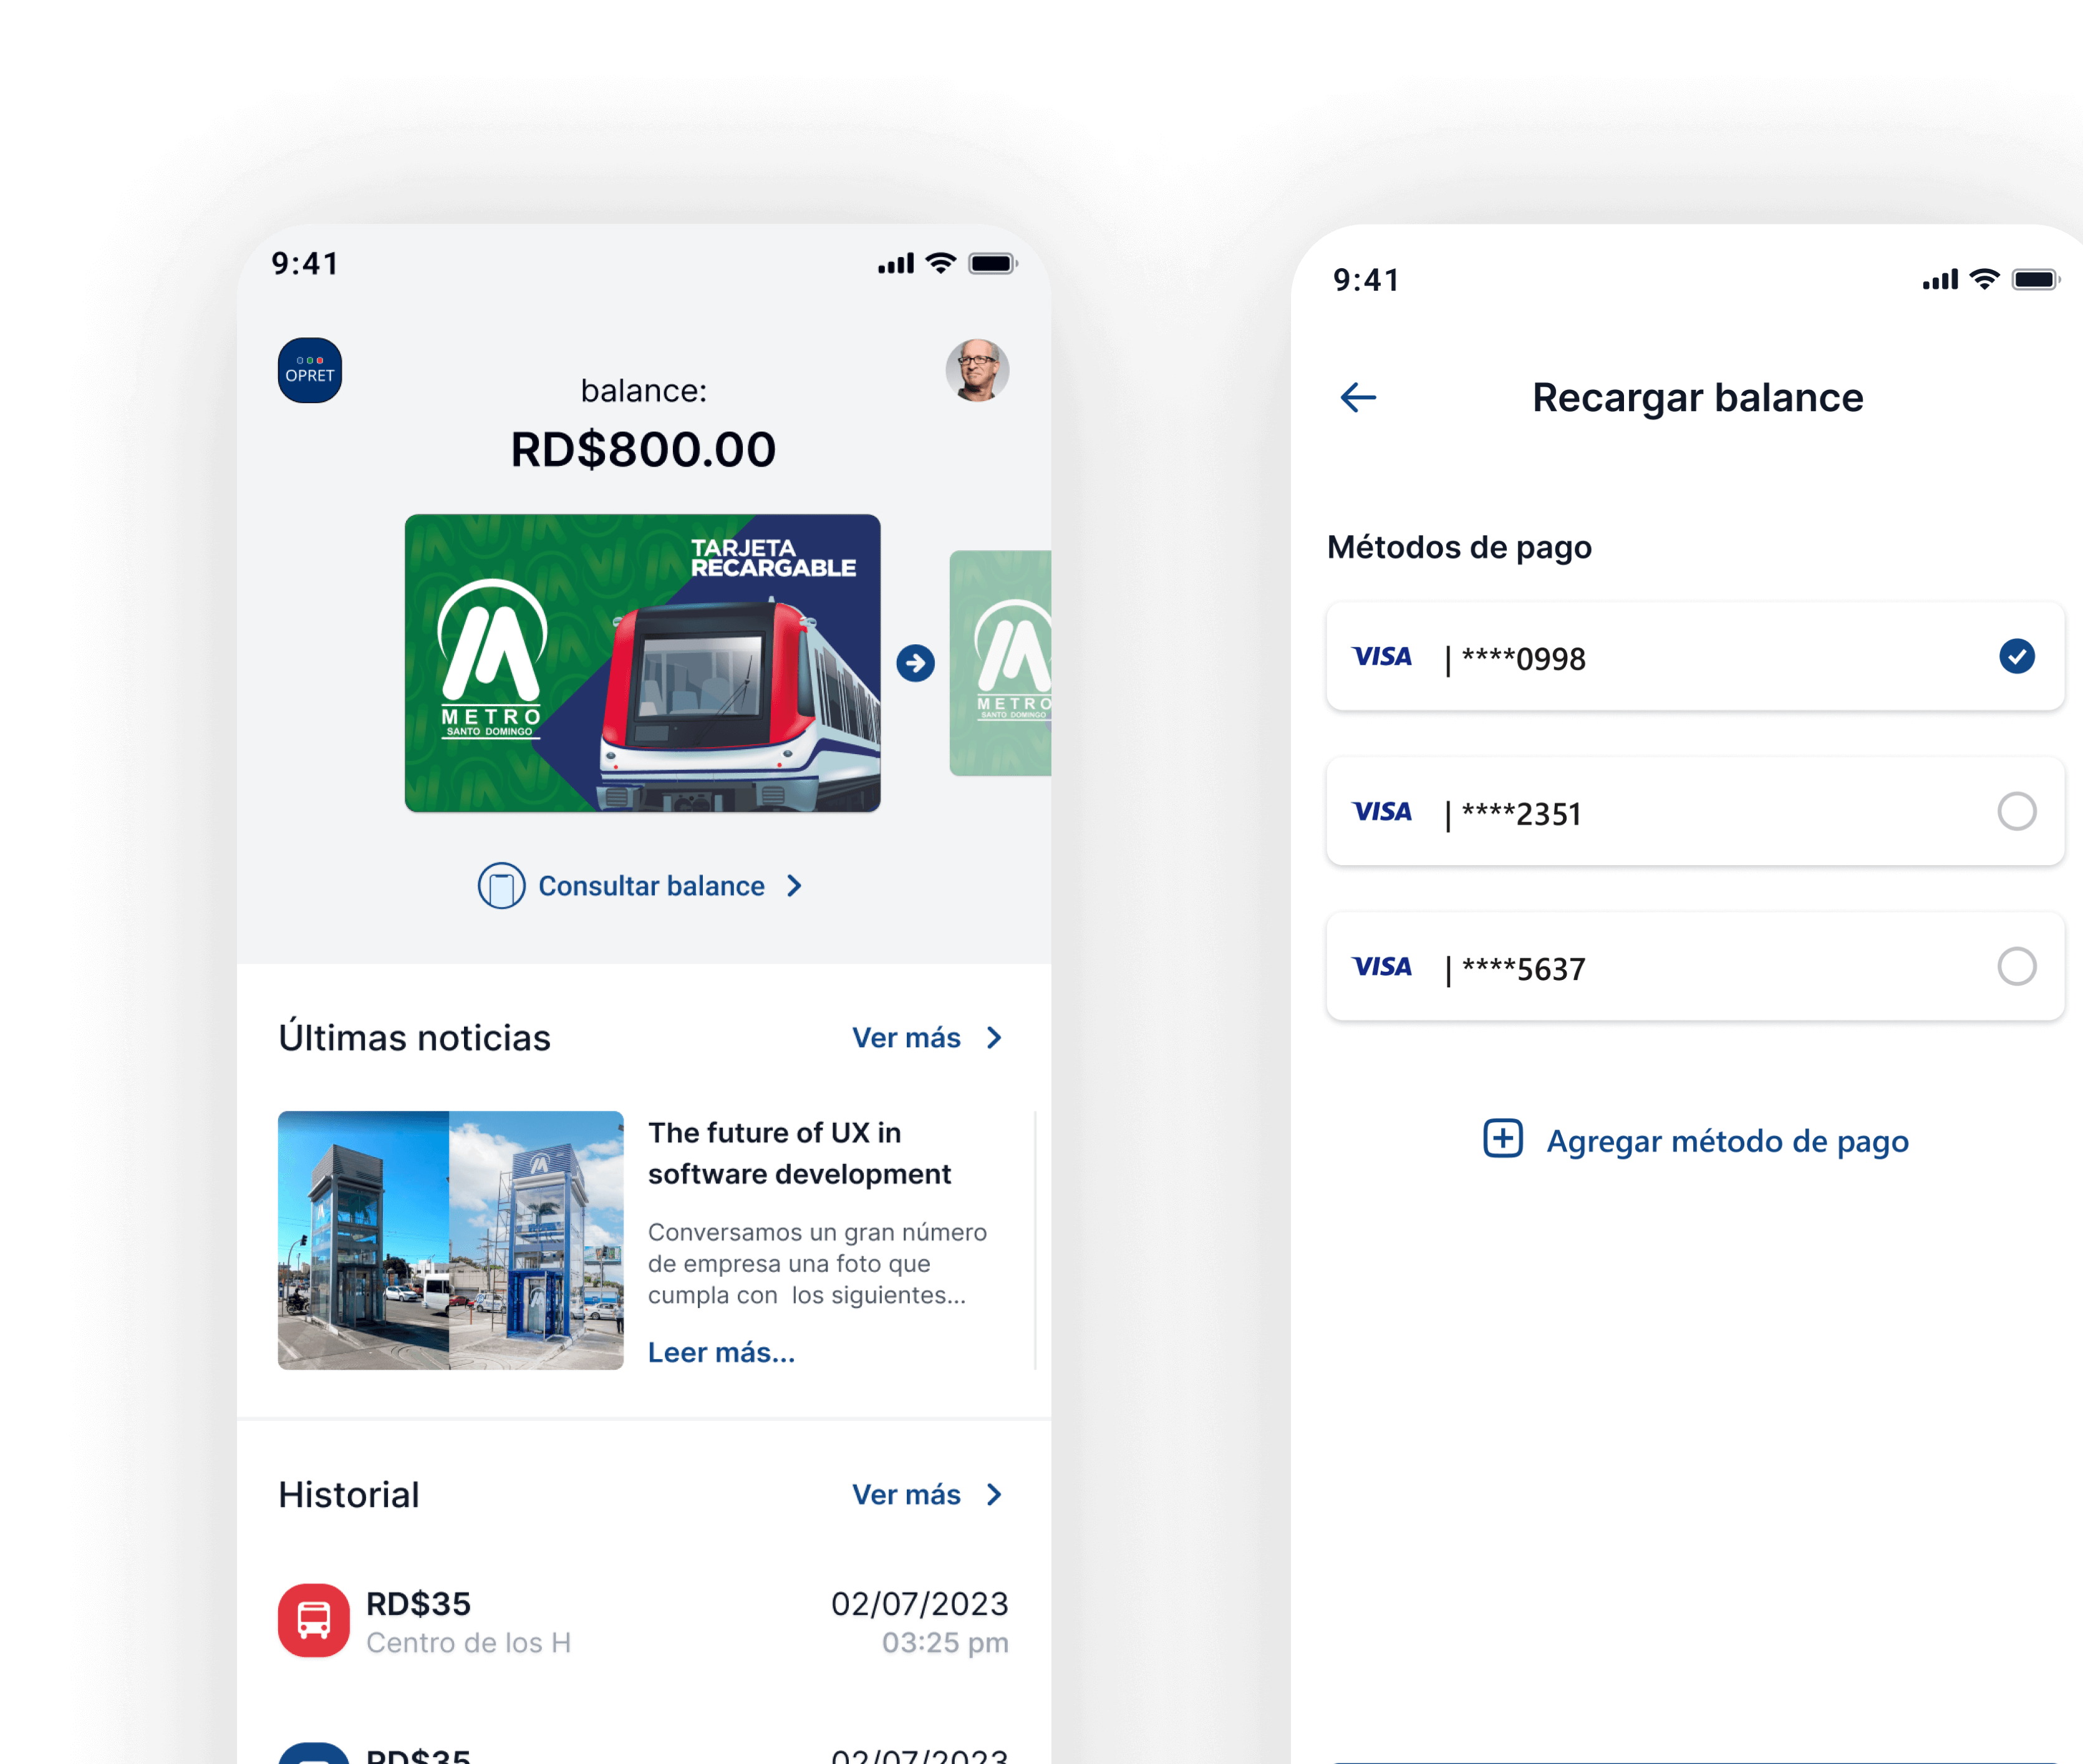 9:41
OPRET
balance:
RD$800.00
TARJETA
RECARGABLE
METRO
SANTO DOMINGO
METRO
SANTO DOMINGO
Consultar balance
Últimas noticias
Ver más
The future of UX in
software development
Conversamos un gran número
de empresa una foto que
cumpla con  los siguientes...
Leer más...
Historial
Ver más
RD$35
02/07/2023
Centro de los H
03:25 pm
RD$35
02/07/2023
9:41
Recargar balance
Métodos de pago
VISA | ****0998
VISA | ****2351
VISA | ****5637
Agregar método de pago